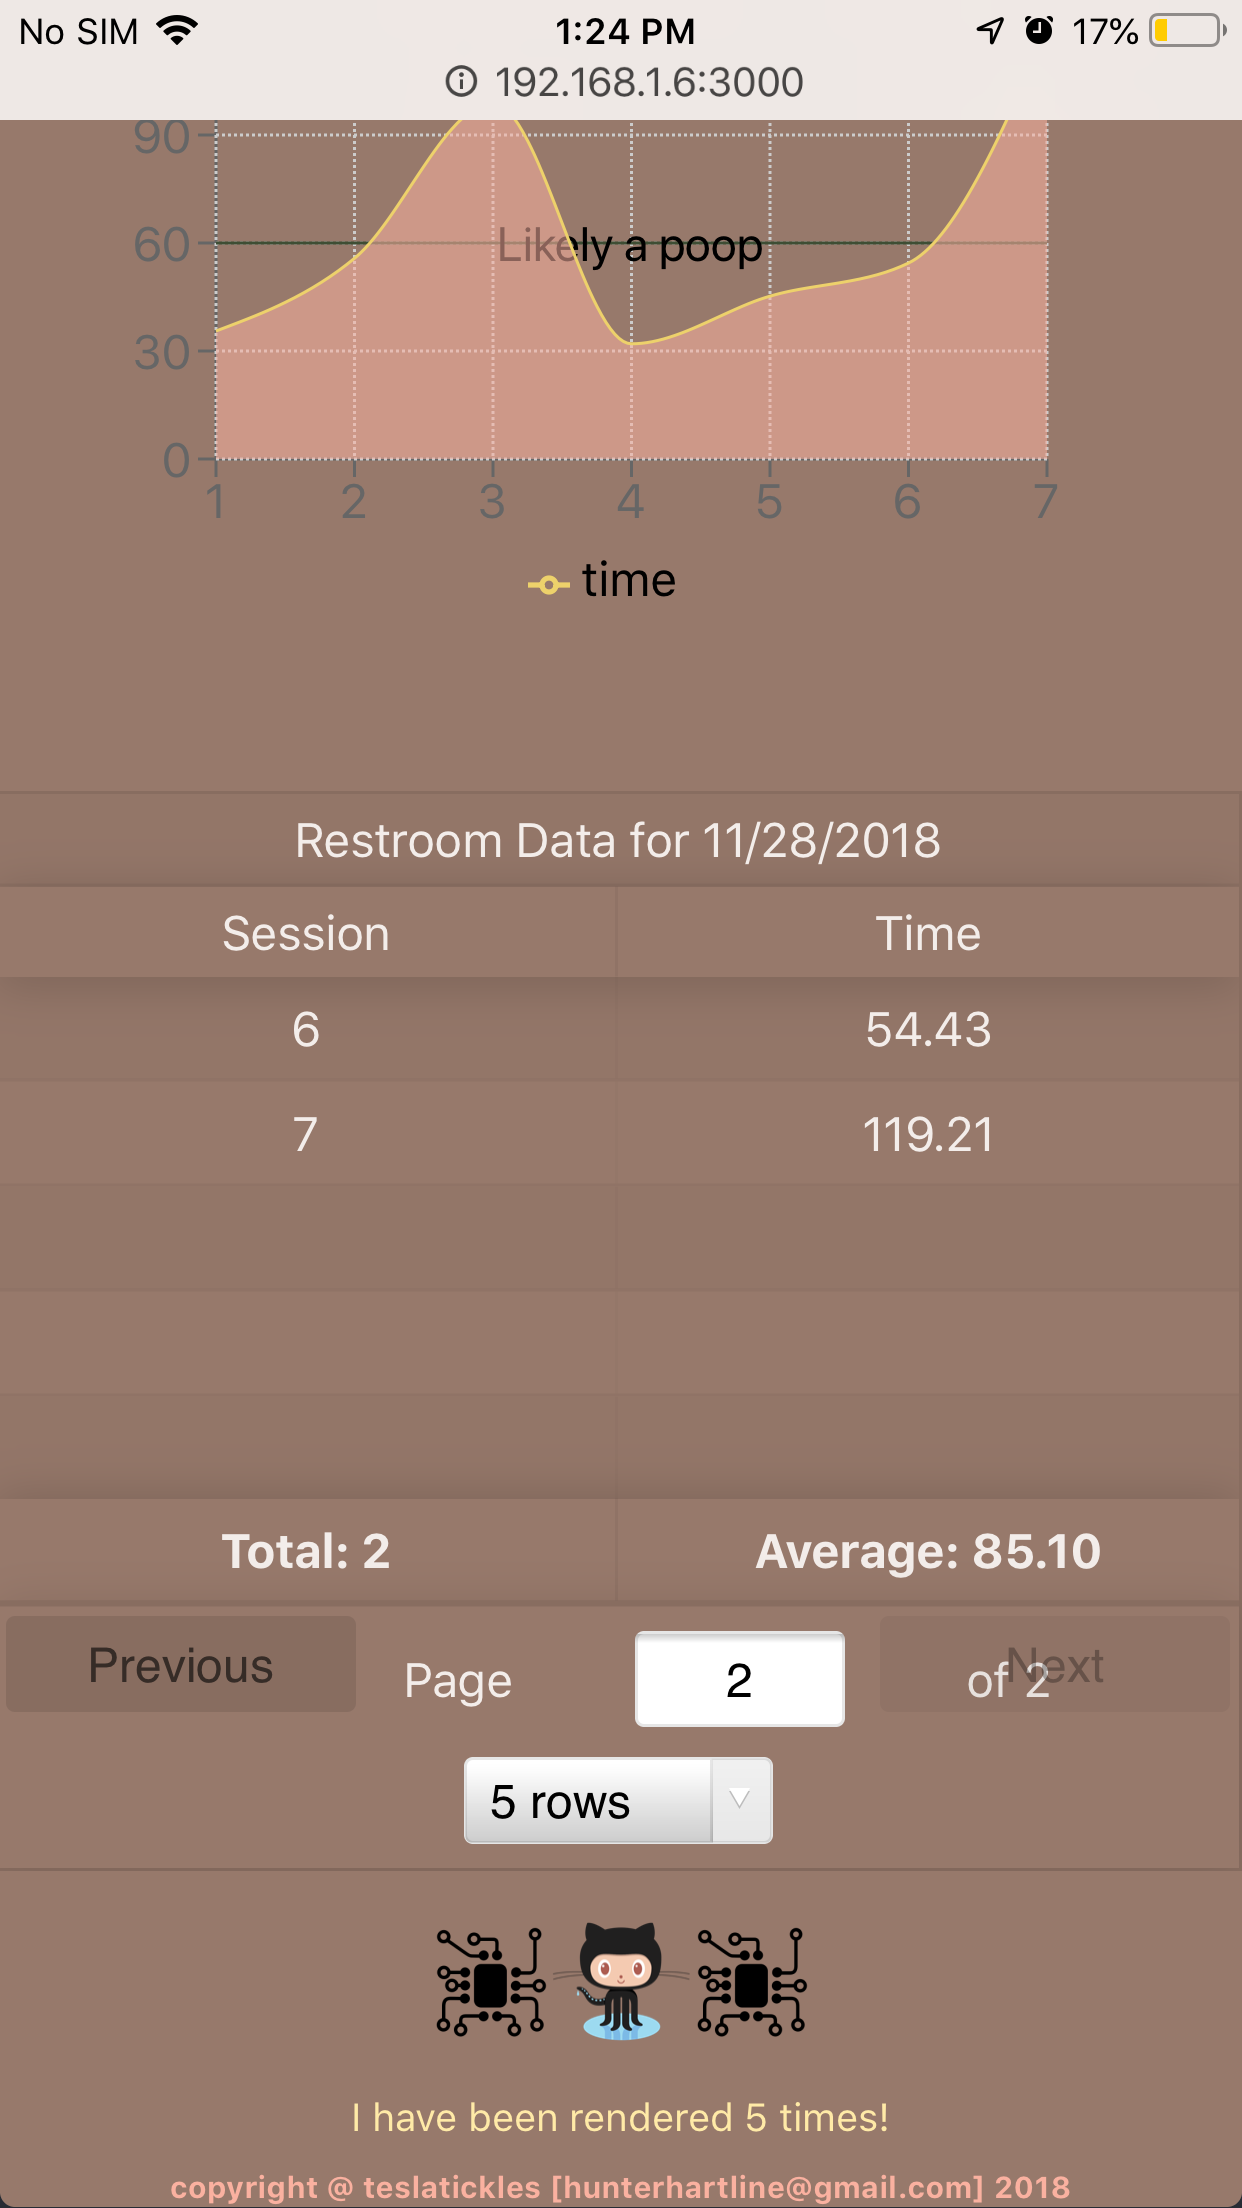 No SIM 1:24 PM 17%
192.168.1.6:3000
90
60 Likely a poop
30
0
1 2 3 4 5 6 7
time
Restroom Data for 11/28/2018
Session Time
6 54.43
7 119.21
Total: 2 Average: 85.10
Previous Page 2 of 2 Next
5 rows
I have been rendered 5 times!
copyright @ teslatickles [hunterhartline@gmail.com] 2018